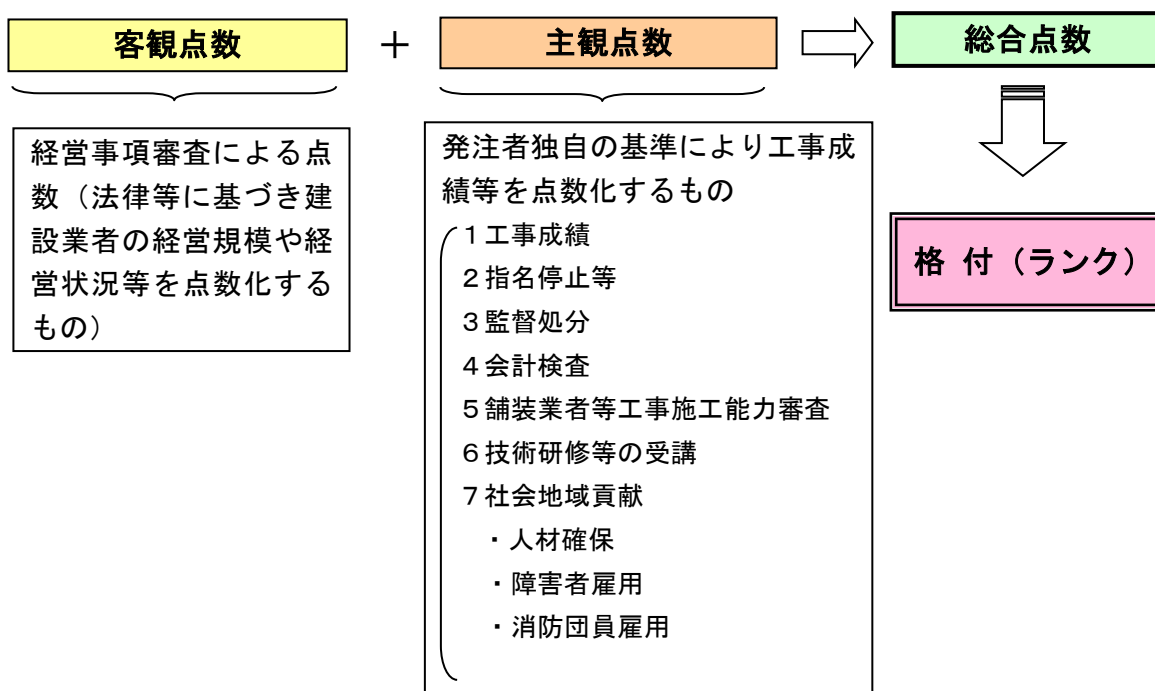 客観点数
＋
主観点数
総合点数
経営事項審査による点
数（法律等に基づき建
設業者の経営規模や経
営状況等を点数化する
もの）
発注者独自の基準により工事成
績等を点数化するもの
１工事成績
２指名停止等
３監督処分
４会計検査
５舗装業者等工事施工能力審査
６技術研修等の受講
７社会地域貢献
・人材確保
・障害者雇用
・消防団員雇用
格 付（ランク）